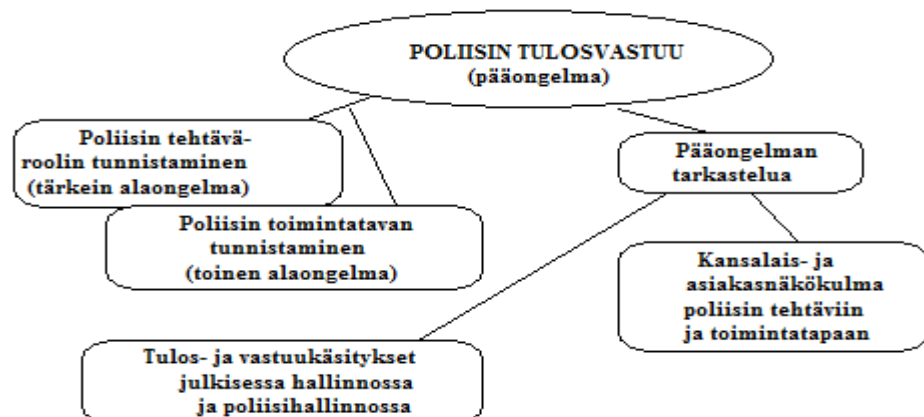 POLIISIN TULOSVASTUU
(pääongelma)
Poliisin tehtävä-
roolin tunnistaminen
(tärkein alaongelma)
Pääongelman
tarkastelua
Poliisin toimintatavan
tunnistaminen
(toinen alaongelma)
Kansalais- ja
asiakasnäkökulma
poliisin tehtäviin
ja toimintatapaan
Tulos- ja vastuukäsitykset
julkisessa hallinnossa
ja poliisihallinnossa